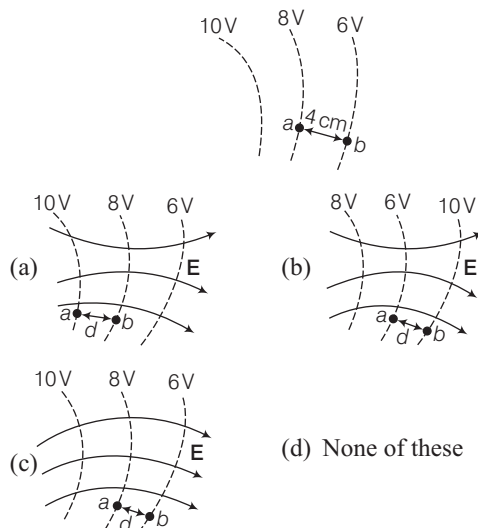 10V 8V 6V
4 cm
a b
10V 8V 6V
(a) E
a d b
8V 6V 10V
(b) E
a d b
10V 8V 6V
(c) E
a d b
(d) None of these